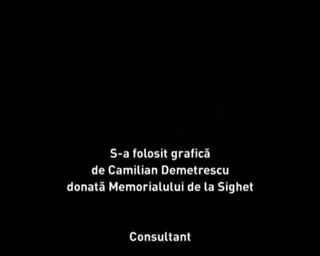 S-a folosit grafică
de Camilian Demetrescu
donată Memorialului de la Sighet
Consultant